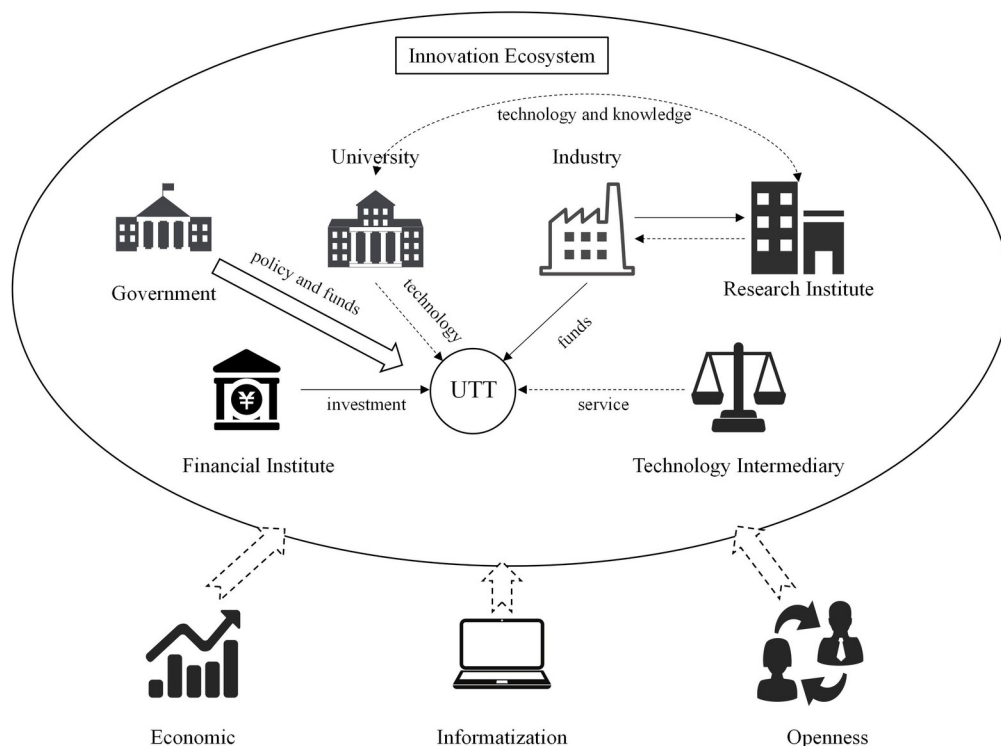 Innovation Ecosystem
technology and knowledge
University
Industry
Government
policy and funds
technology
funds
Research Institute
¥
investment
UTT
service
Financial Institute
Technology Intermediary
Economic
Informatization
Openness